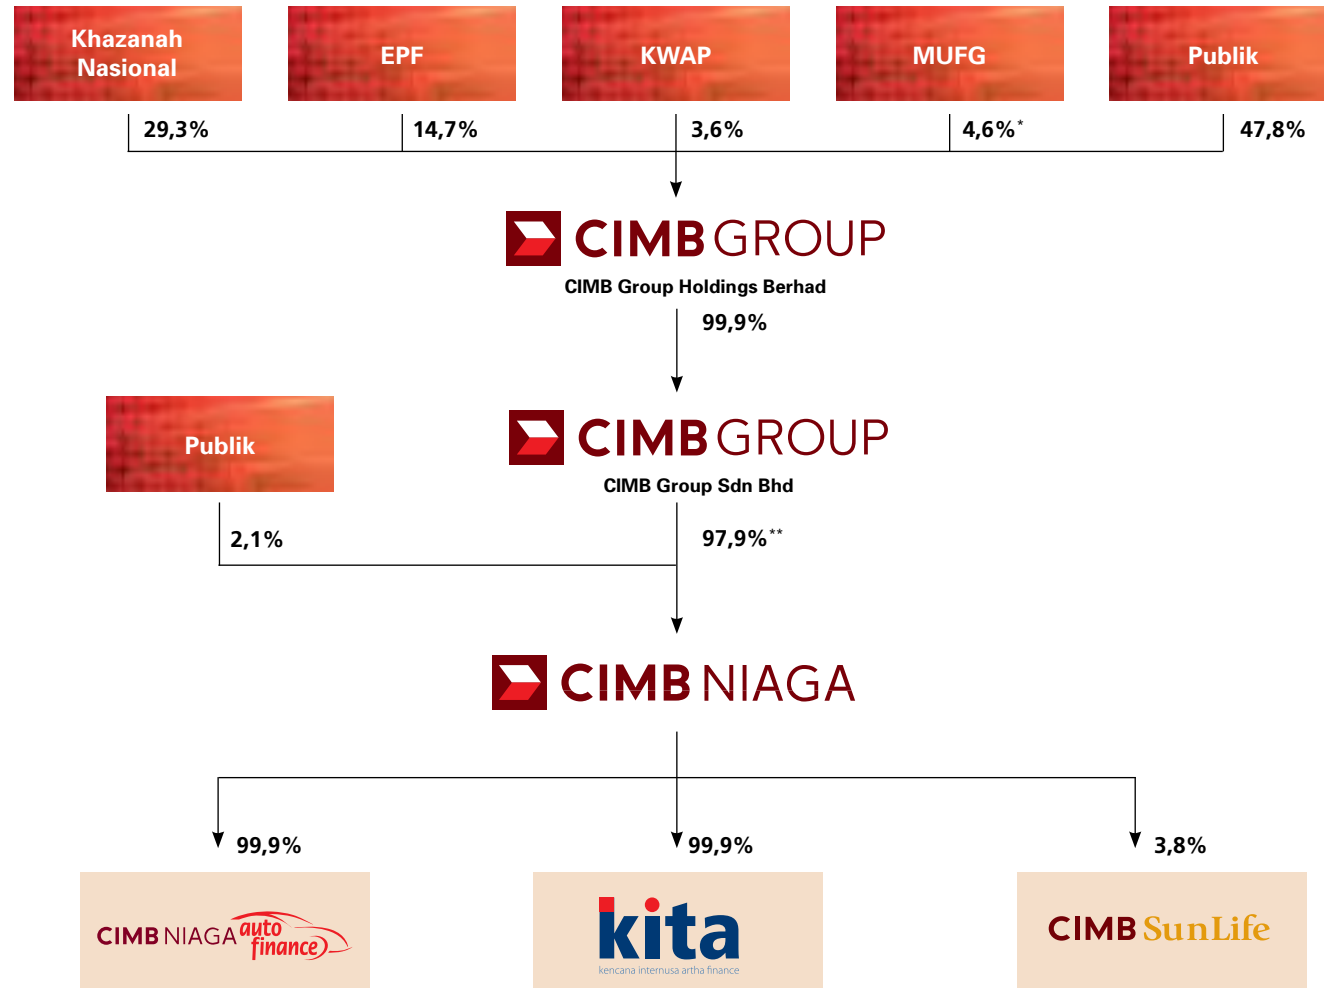 Khazanah
Nasional
EPF
KWAP
MUFG
Publik
29,3%
14,7%
3,6%
4,6%*
47,8%
CIMB GROUP
CIMB Group Holdings Berhad
99,9%
Publik
CIMB GROUP
CIMB Group Sdn Bhd
2,1%
97,9%**
CIMB NIAGA
99,9%
99,9%
3,8%
CIMB NIAGA auto
finance
kita
kencana internusa artha finance
CIMB SunLife